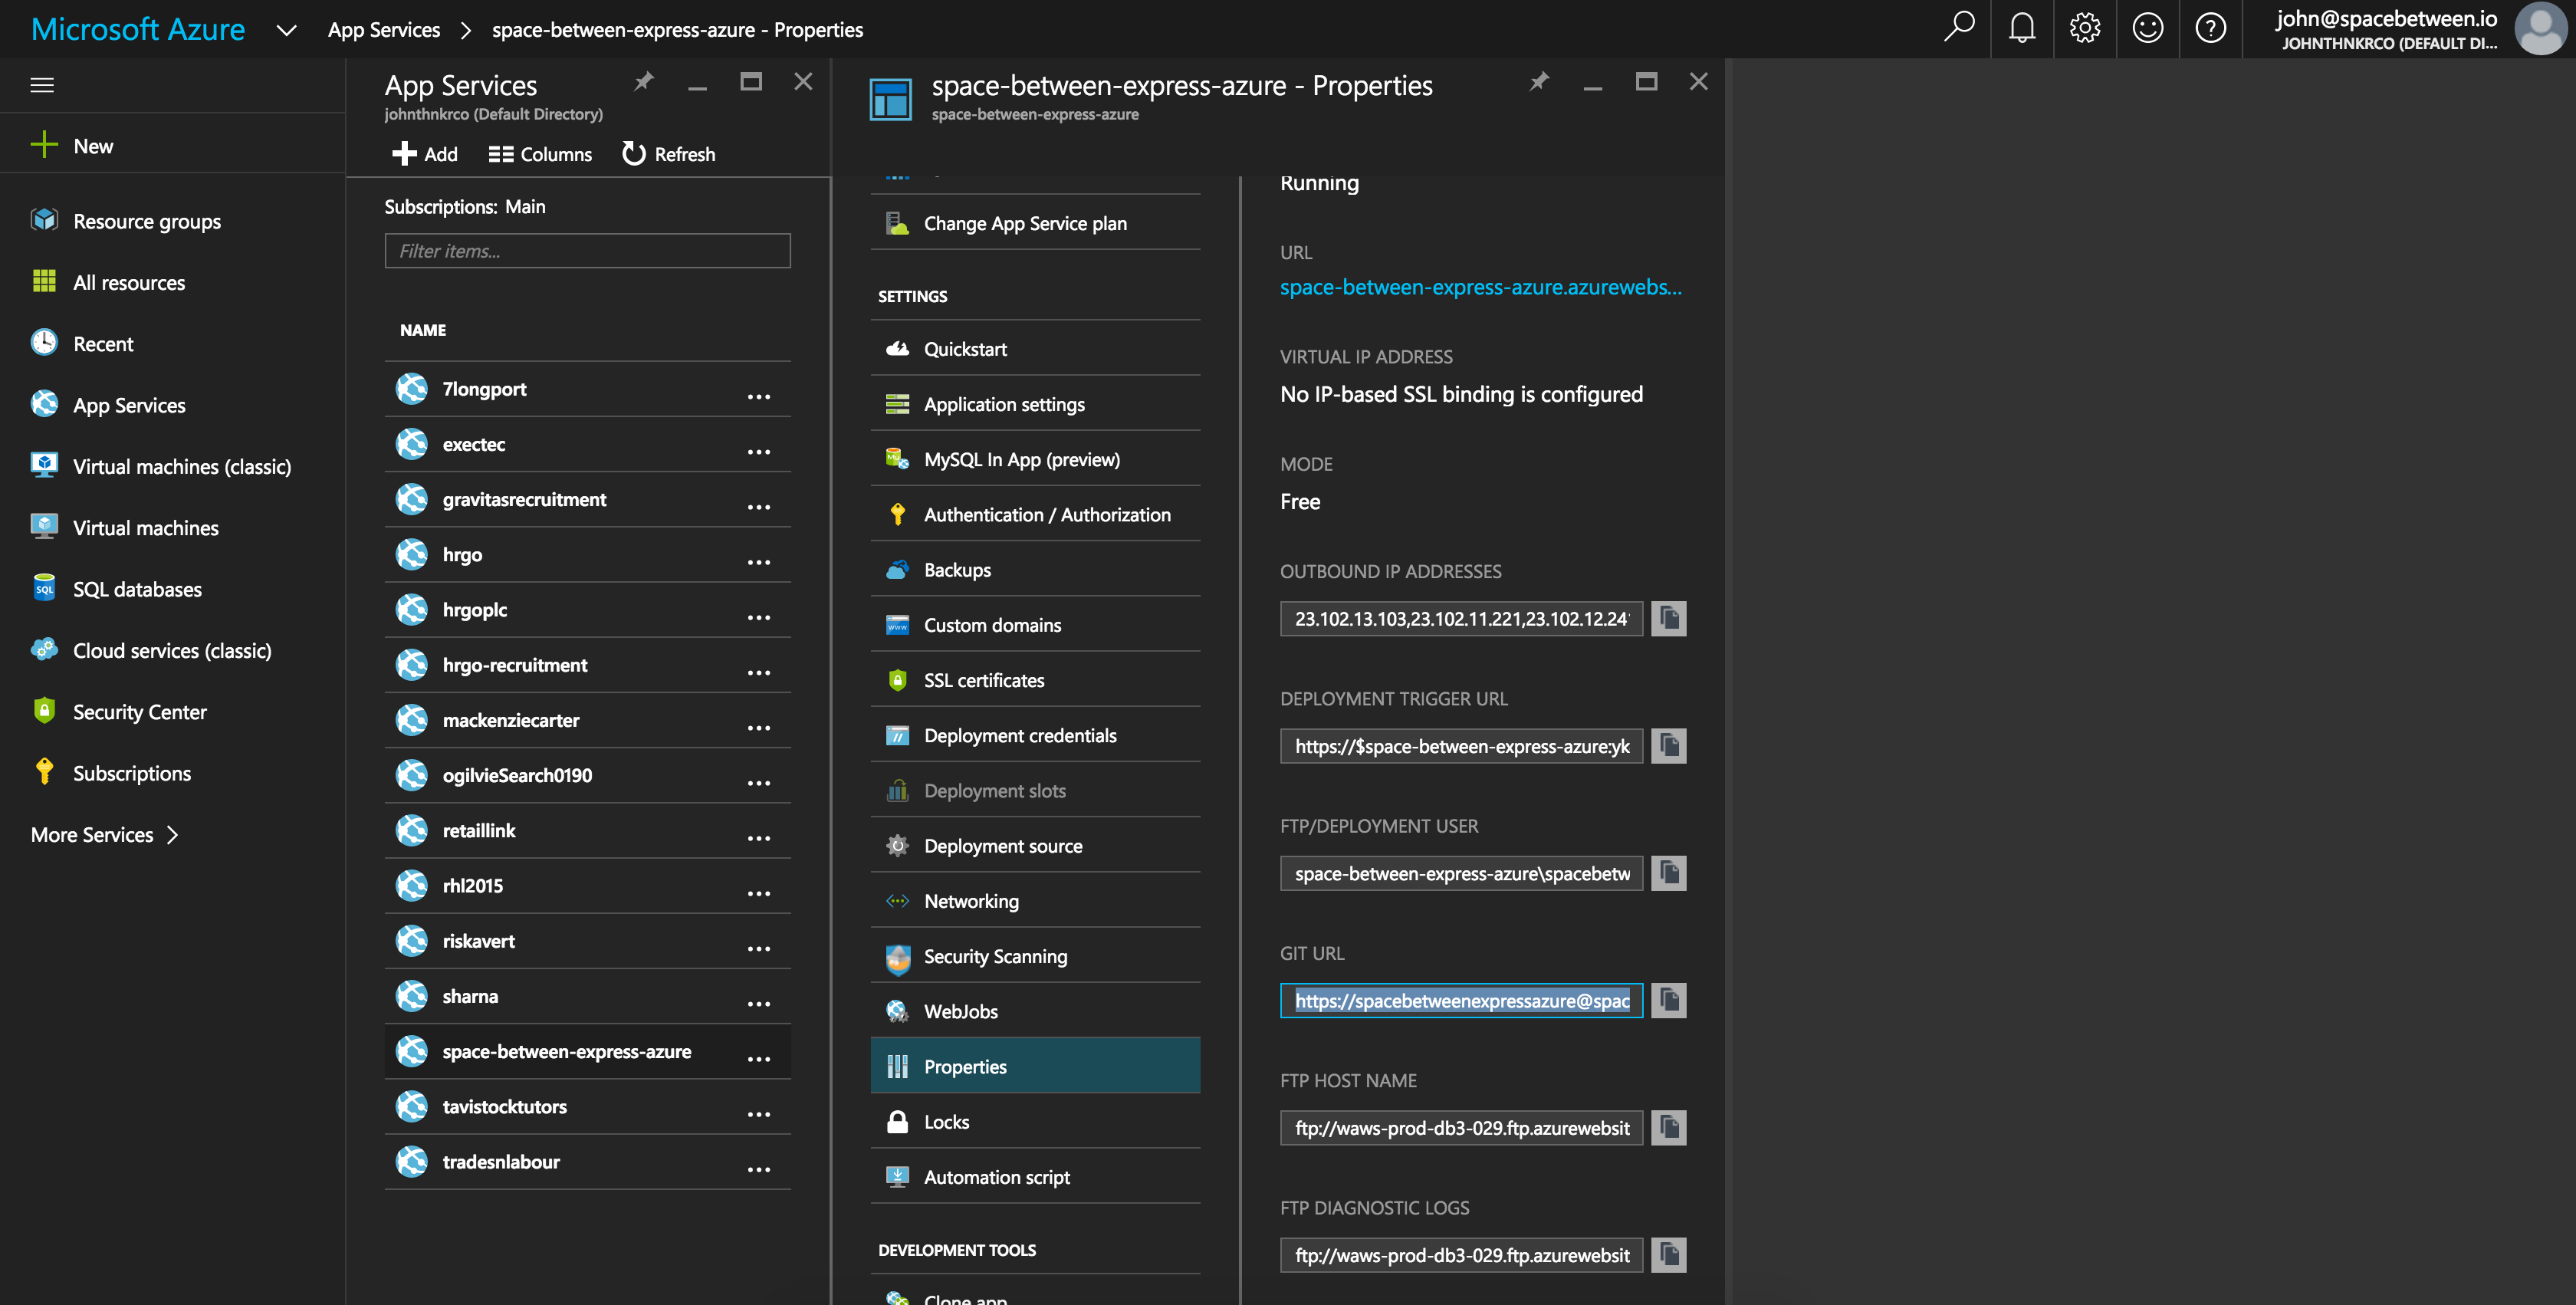 Microsoft Azure
App Services
space-between-express-azure - Properties
john@spacebetween.io
JOHNTHNKRCO (DEFAULT DI...
New
Resource groups
All resources
Recent
App Services
Virtual machines (classic)
Virtual machines
SQL databases
Cloud services (classic)
Security Center
Subscriptions
More Services
App Services
johnthnkrco (Default Directory)
Add
Columns
Refresh
Subscriptions: Main
Filter items...
NAME
7longport
exectec
gravitasrecruitment
hrgo
hrgoplc
hrgo-recruitment
mackenziecarter
ogilvieSearch0190
retaillink
rhl2015
riskavert
sharna
space-between-express-azure
tavistocktutors
tradesnlabour
space-between-express-azure - Properties
space-between-express-azure
Change App Service plan
SETTINGS
Quickstart
Application settings
MySQL In App (preview)
Authentication / Authorization
Backups
Custom domains
SSL certificates
Deployment credentials
Deployment slots
Deployment source
Networking
Security Scanning
WebJobs
Properties
Locks
Automation script
DEVELOPMENT TOOLS
Clone app
Running
URL
space-between-express-azure.azurewebs...
VIRTUAL IP ADDRESS
No IP-based SSL binding is configured
MODE
Free
OUTBOUND IP ADDRESSES
23.102.13.103,23.102.11.221,23.102.12.24
DEPLOYMENT TRIGGER URL
https://$space-between-express-azure:yk
FTP/DEPLOYMENT USER
space-between-express-azure\spacebetw
GIT URL
https://spacebetweenexpressazure@spac
FTP HOST NAME
ftp://waws-prod-db3-029.ftp.azurewebsit
FTP DIAGNOSTIC LOGS
ftp://waws-prod-db3-029.ftp.azurewebsit